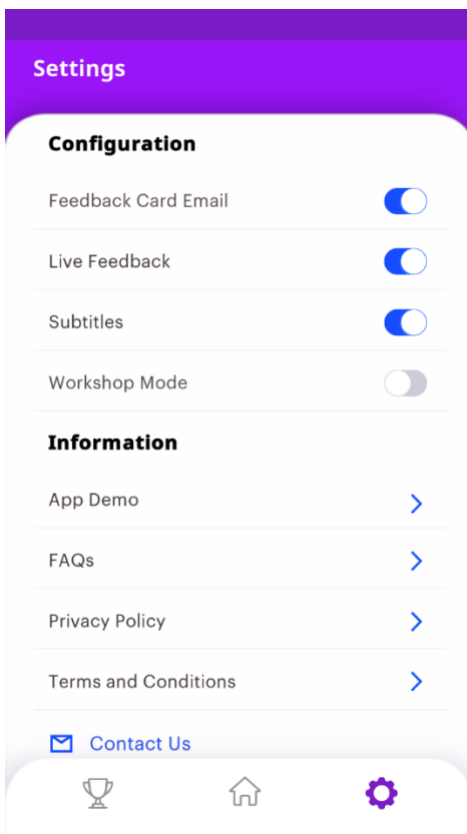 Settings
Configuration
Feedback Card Email
Live Feedback
Subtitles
Workshop Mode
Information
App Demo
FAQs
Privacy Policy
Terms and Conditions
Contact Us